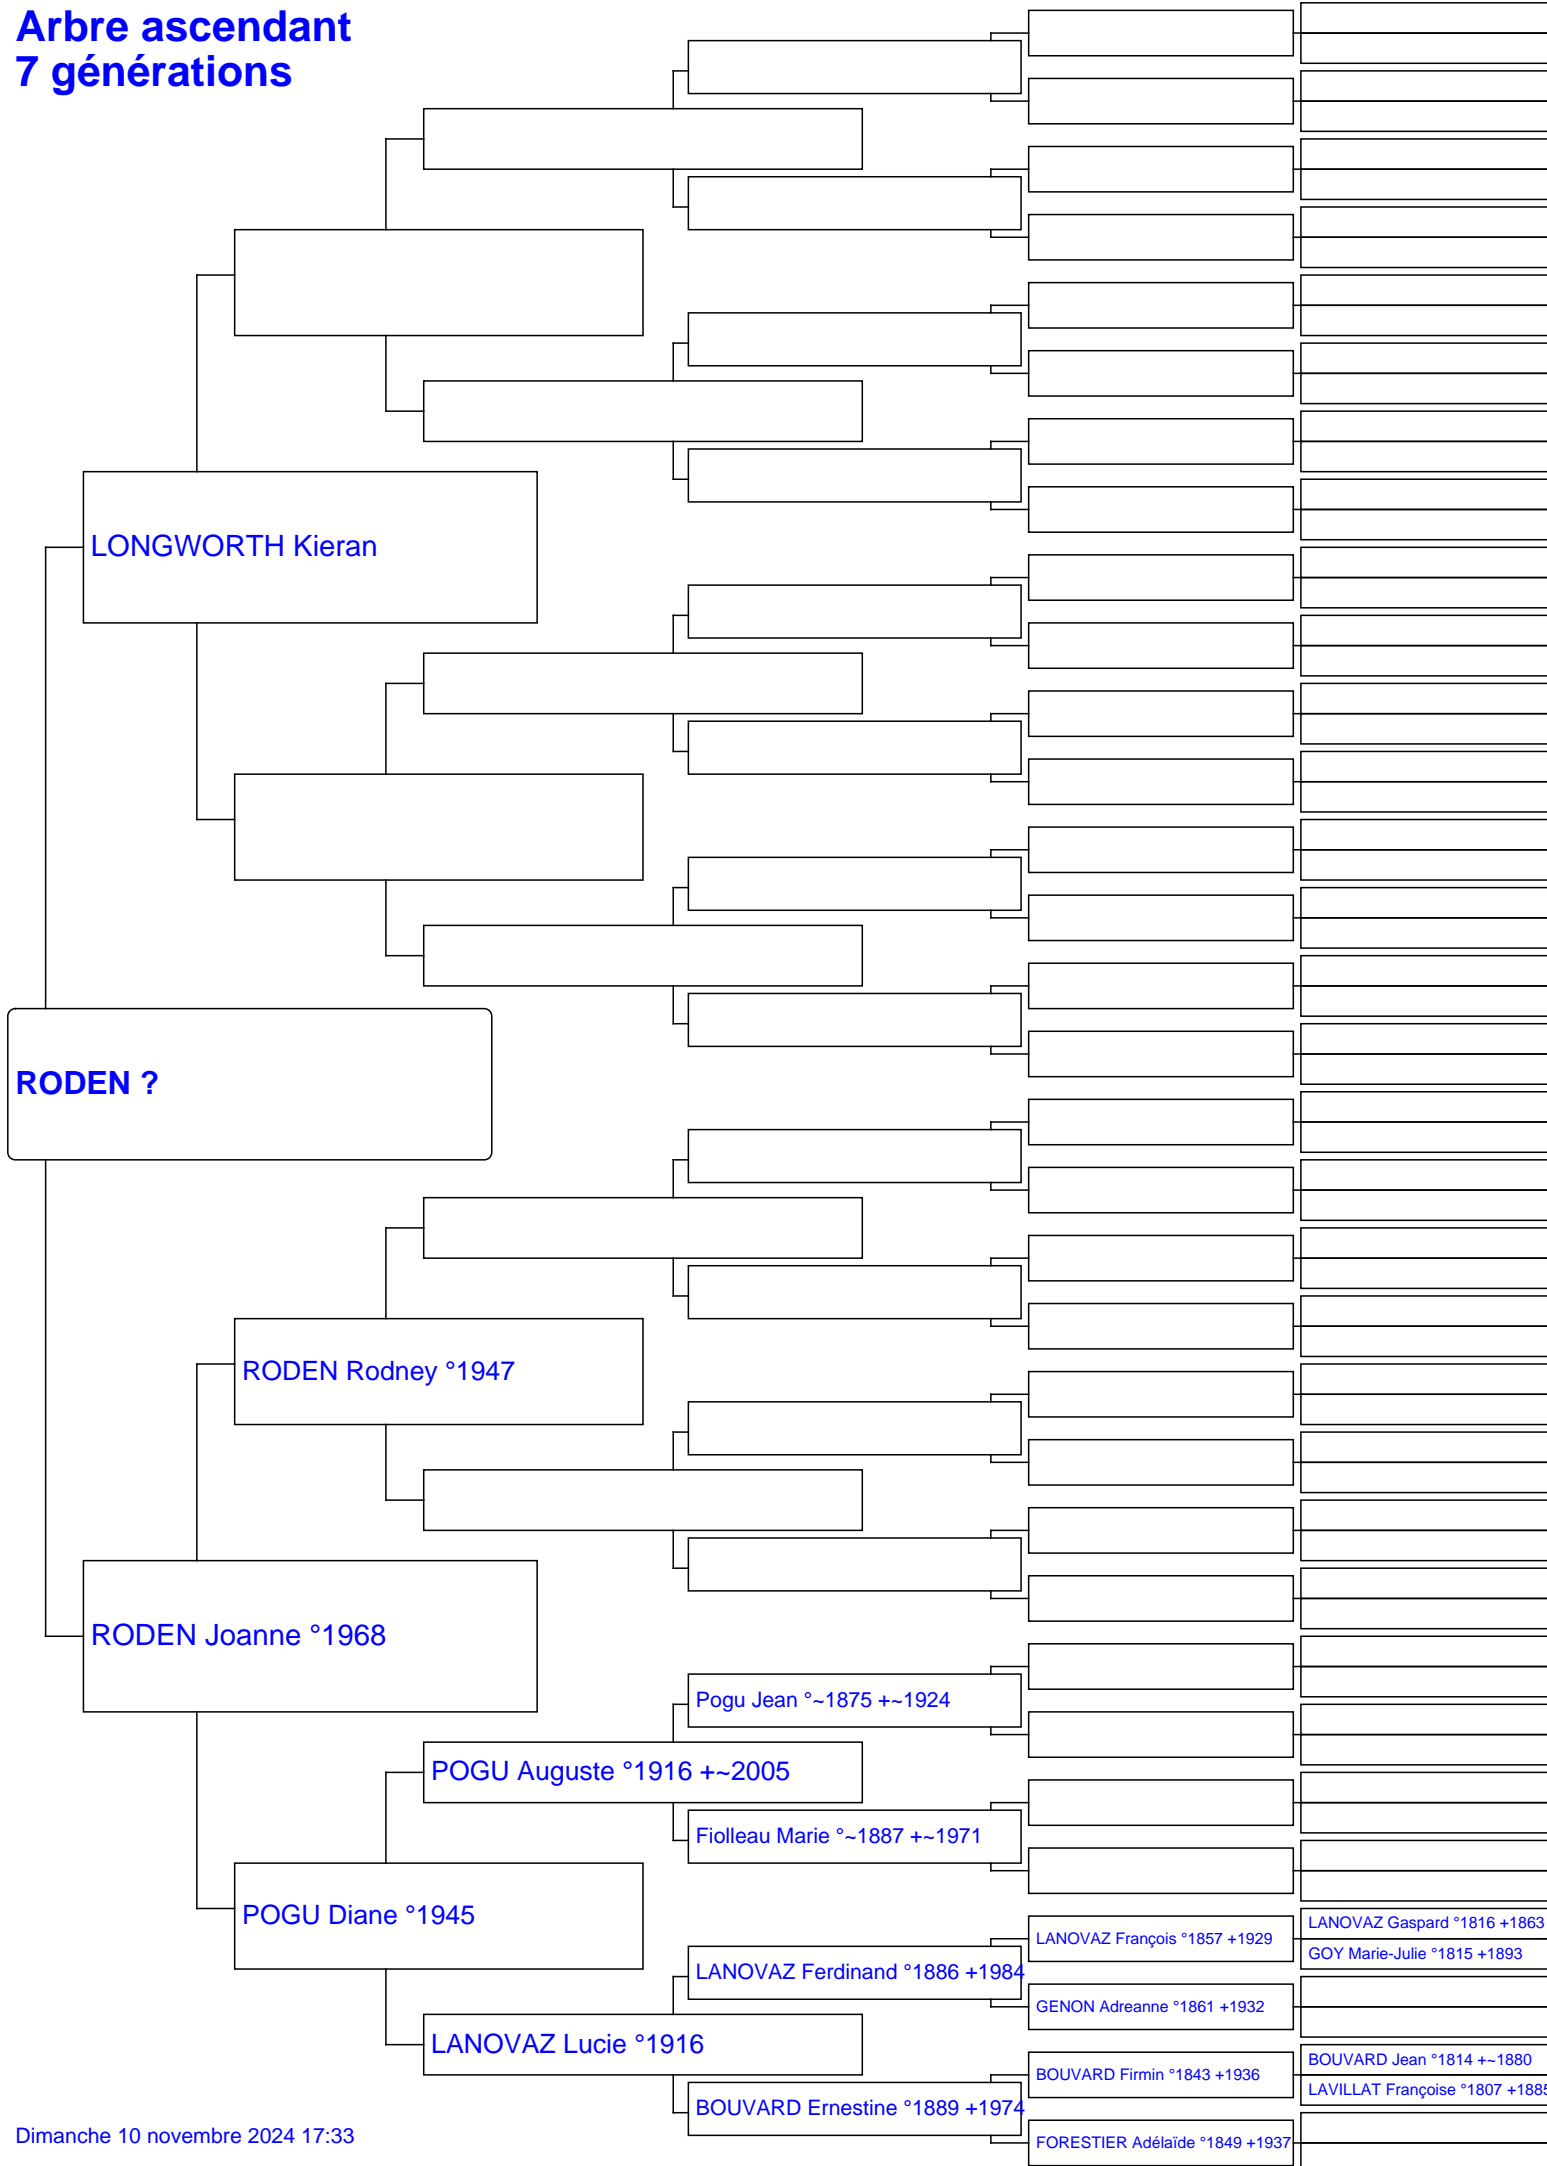 Arbre ascendant
7 générations
LONGWORTH Kieran
RODEN ?
RODEN Rodney °1947
RODEN Joanne °1968
Pogu Jean °~1875 +~1924
POGU Auguste °1916 +~2005
Fiolleau Marie °~1887 +~1971
POGU Diane °1945
LANOVAZ Gaspard °1816 +1863
LANOVAZ François °1857 +1929
GOY Marie-Julie °1815 +1893
LANOVAZ Ferdinand °1886 +1984
GENON Adreanne °1861 +1932
LANOVAZ Lucie °1916
BOUVARD Jean °1814 +~1880
BOUVARD Firmin °1843 +1936
LAVILLAT Françoise °1807 +1885
BOUVARD Ernestine °1889 +1974
FORESTIER Adélaïde °1849 +1937
Dimanche 10 novembre 2024 17:33